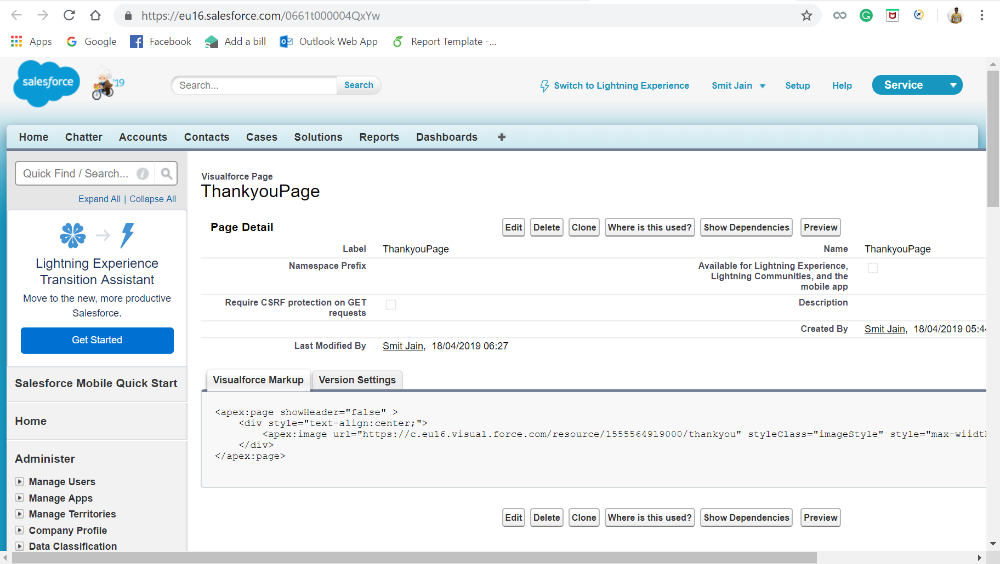 https://eu16.salesforce.com/0661t000004QxYw
Apps Google Facebook Add a bill Outlook Web App Report Template -...
salesforce '19 Search... Search Switch to Lightning Experience Smit Jain Setup Help Service
Home Chatter Accounts Contacts Cases Solutions Reports Dashboards
Quick Find / Search...
Expand All | Collapse All
Lightning Experience
Transition Assistant
Move to the new, more productive
Salesforce.
Get Started
Salesforce Mobile Quick Start
Home
Administer
Manage Users
Manage Apps
Manage Territories
Company Profile
Data Classification
Visualforce Page
ThankyouPage
Page Detail Edit Delete Clone Where is this used? Show Dependencies Preview
Label ThankyouPage Name ThankyouPage
Namespace Prefix Available for Lightning Experience,
Lightning Communities, and the
mobile app
Require CSRF protection on GET Description
requests
Created By Smit Jain, 18/04/2019 05:44
Last Modified By Smit Jain, 18/04/2019 06:27
Visualforce Markup Version Settings
<apex:page showHeader="false" >
<div style="text-align:center;">
<apex:image url="https://c.eu16.visual.force.com/resource/1555564919000/thankyou" styleClass="imageStyle" style="max-wiidth
</div>
</apex:page>
Edit Delete Clone Where is this used? Show Dependencies Preview